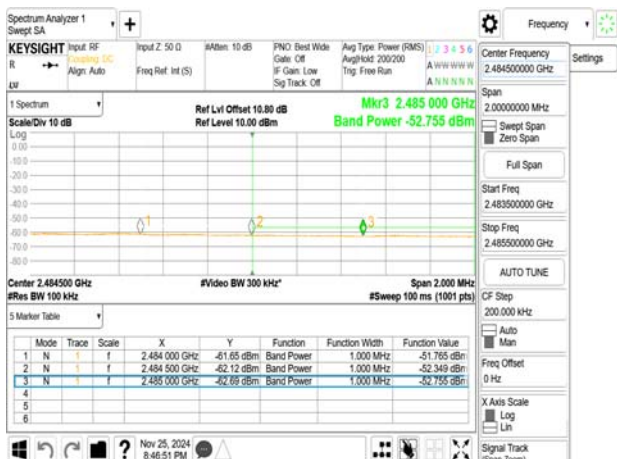 Spectrum Analyzer 1
Swept SA
+
Frequency
KEYSIGHT
R
LVI
Input: RF
Coupling: DC
Align: Auto
Input Z: 50 Ω
Freq Ref: Int (S)
#Atten: 10 dB
PNO: Best Wide
Gate: Off
IF Gain: Low
Sig Track: Off
Avg Type: Power (RMS)
Avg|Hold: 200/200
Trig: Free Run
1 2 3 4 5 6
A W W W W W
A N N N N N
1 Spectrum
Scale/Div 10 dB
Ref Lvl Offset 10.80 dB
Ref Level 10.00 dBm
Mkr3 2.485 000 GHz
Band Power -52.755 dBm
Log
0.00
-10.0
-20.0
-30.0
-40.0
-50.0
-60.0
-70.0
-80.0
1
2
3
Center 2.484500 GHz
#Res BW 100 kHz
#Video BW 300 kHz*
Span 2.000 MHz
#Sweep 100 ms (1001 pts)
5 Marker Table
Mode Trace Scale X Y Function Function Width Function Value
1 N 1 f 2.484 000 GHz -61.65 dBm Band Power 1.000 MHz -51.765 dBm
2 N 1 f 2.484 500 GHz -62.12 dBm Band Power 1.000 MHz -52.349 dBm
3 N 1 f 2.485 000 GHz -62.69 dBm Band Power 1.000 MHz -52.755 dBm
4
5
6
?
Nov 25, 2024
8:46:51 PM
Center Frequency
2.484500000 GHz
Settings
Span
2.00000000 MHz
Swept Span
Zero Span
Full Span
Start Freq
2.483500000 GHz
Stop Freq
2.485500000 GHz
AUTO TUNE
CF Step
200.000 kHz
Auto
Man
Freq Offset
0 Hz
X Axis Scale
Log
Lin
Signal Track